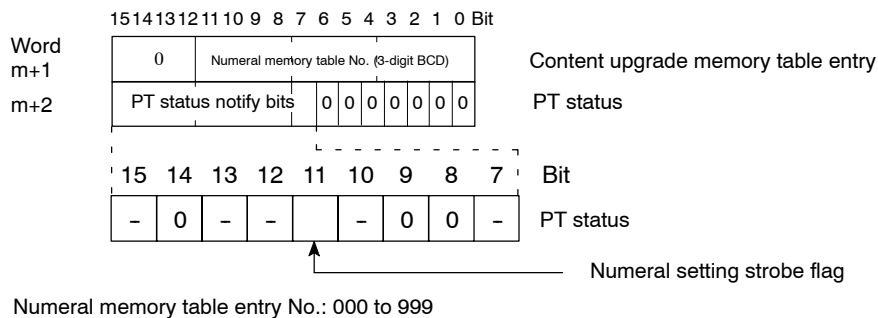 15 14 13 12 11 10 9 8 7 6 5 4 3 2 1 0 Bit
Word
m+1 0 Numeral memory table No. (3-digit BCD) Content upgrade memory table entry
m+2 PT status notify bits 0 0 0 0 0 0 0 PT status
15 14 13 12 11 10 9 8 7 Bit
- 0 - - - 0 0 - PT status
Numeral setting strobe flag
Numeral memory table entry No.: 000 to 999